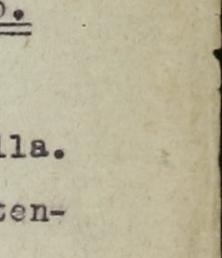 o.
lla.
ten-